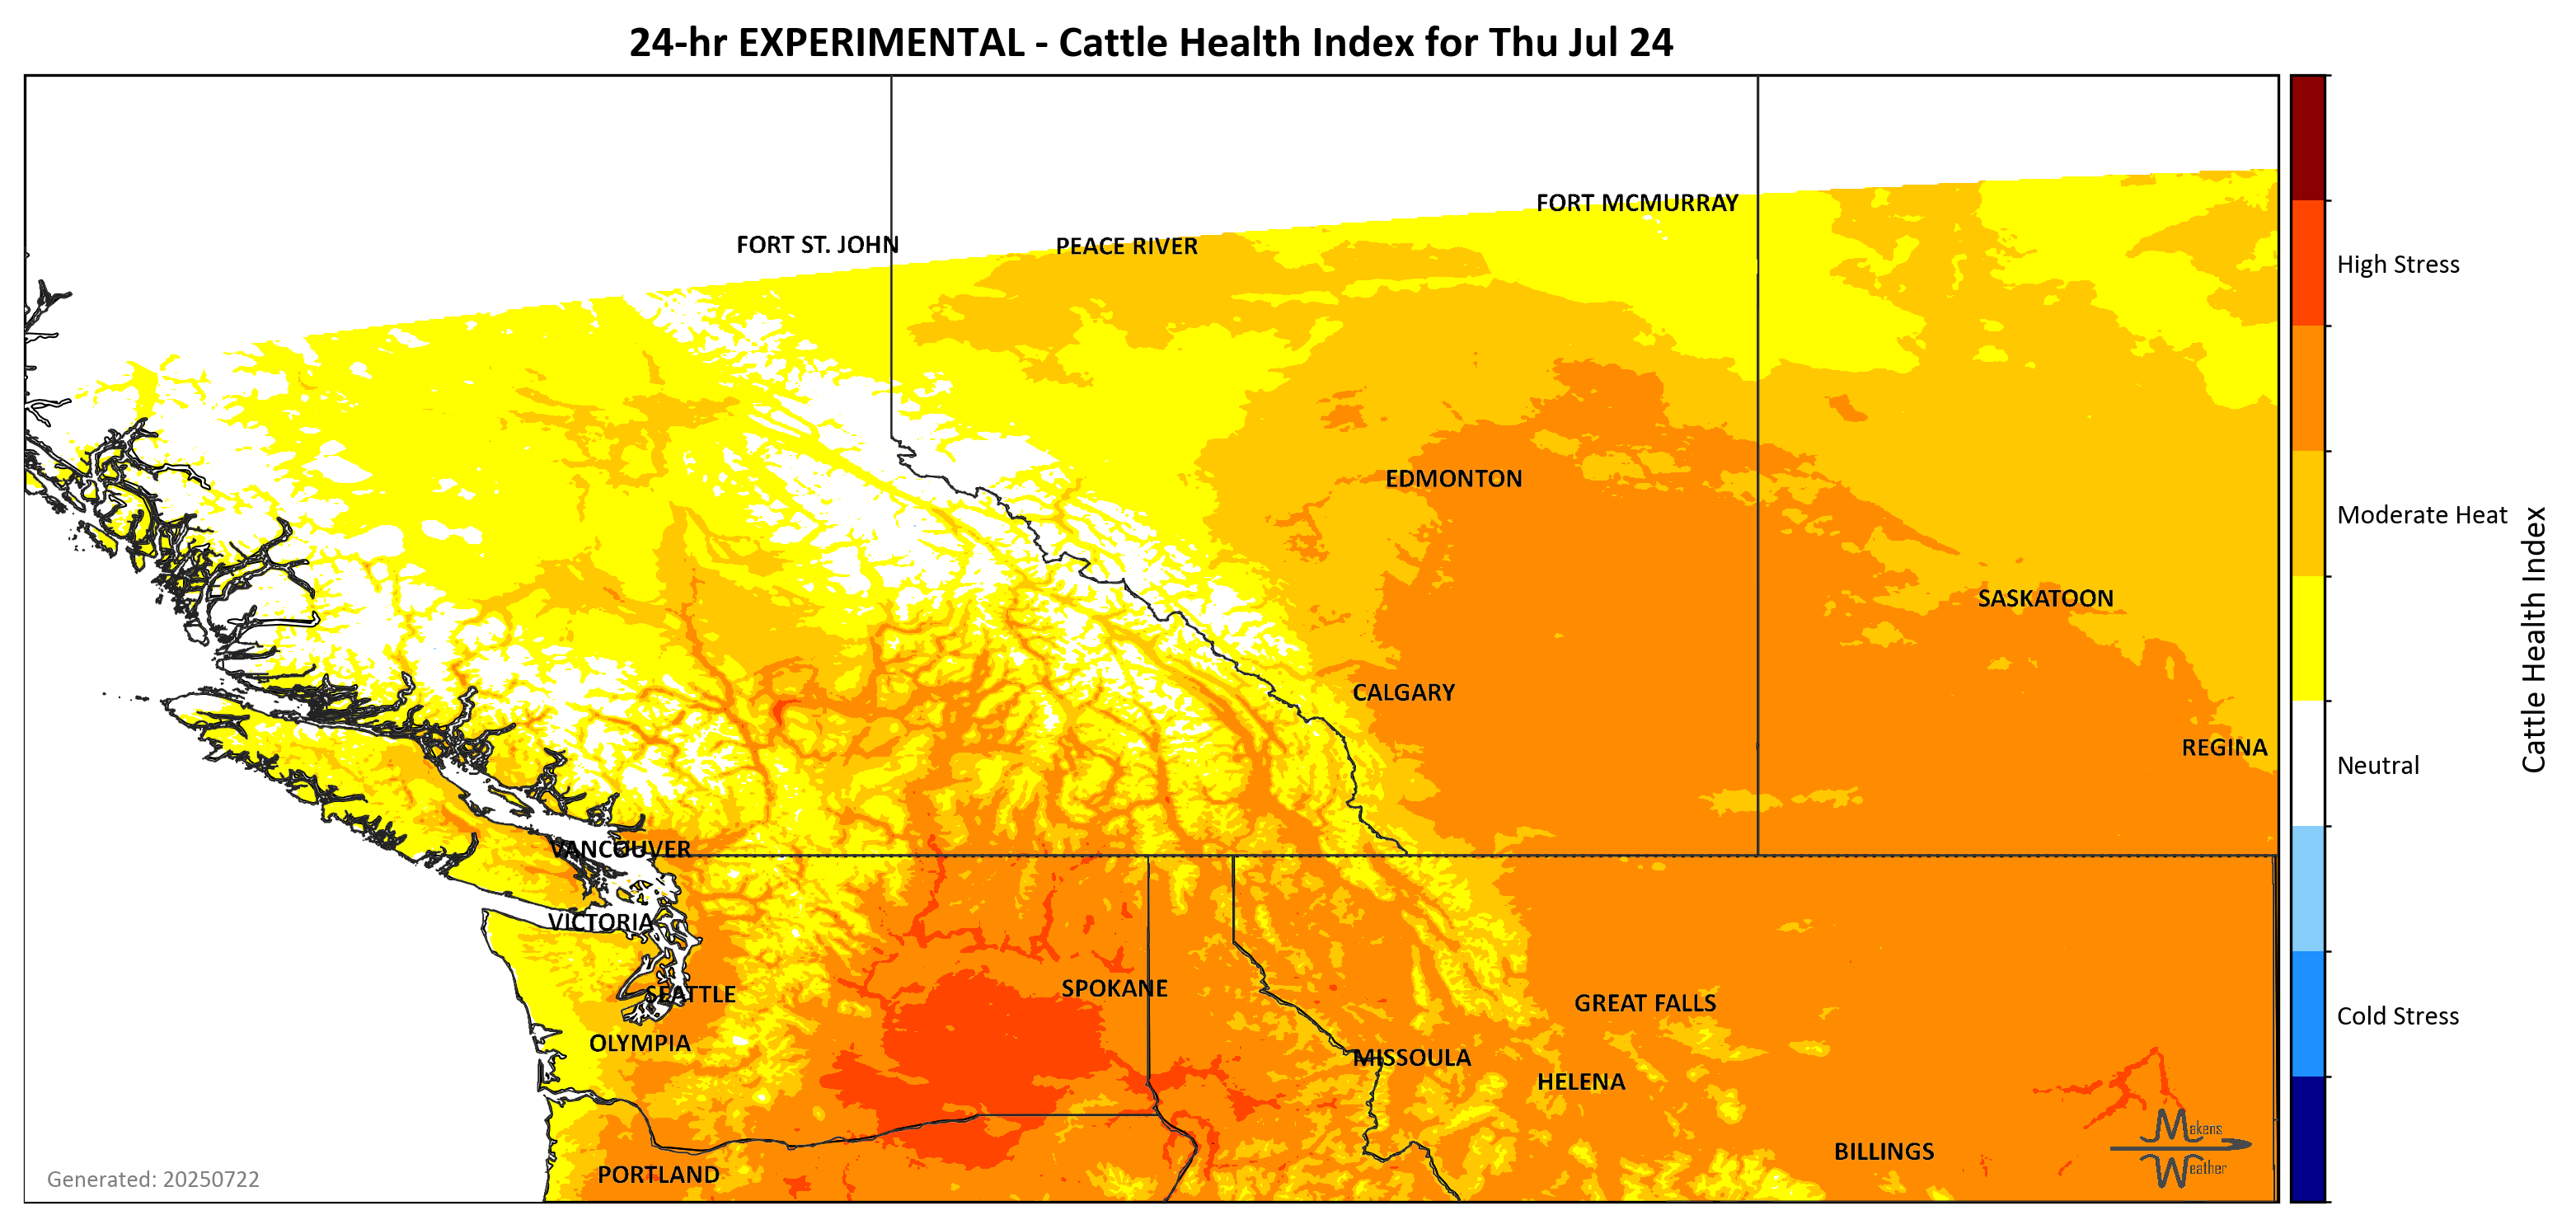 24-hr EXPERIMENTAL - Cattle Health Index for Thu Jul 24
FORT MCMURRAY
FORT ST. JOHN
PEACE RIVER
High Stress
EDMONTON
Moderate Heat
SASKATOON
CALGARY
Cattle Health Index
REGINA
Neutral
VANCOUVER
VICTORIA
SPOKANE
SEATTLE
GREAT FALLS
Cold Stress
OLYMPIA
MISSOULA
HELENA
Makens
Weather
BILLINGS
PORTLAND
Generated: 20250722